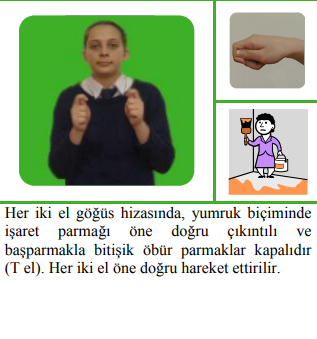 Her iki el göğüs hizasında, yumruk biçiminde
işaret parmağı öne doğru çıkıntılı ve
başparmakla bitişik öbür parmaklar kapalıdır
(T el). Her iki el öne doğru hareket ettirilir.